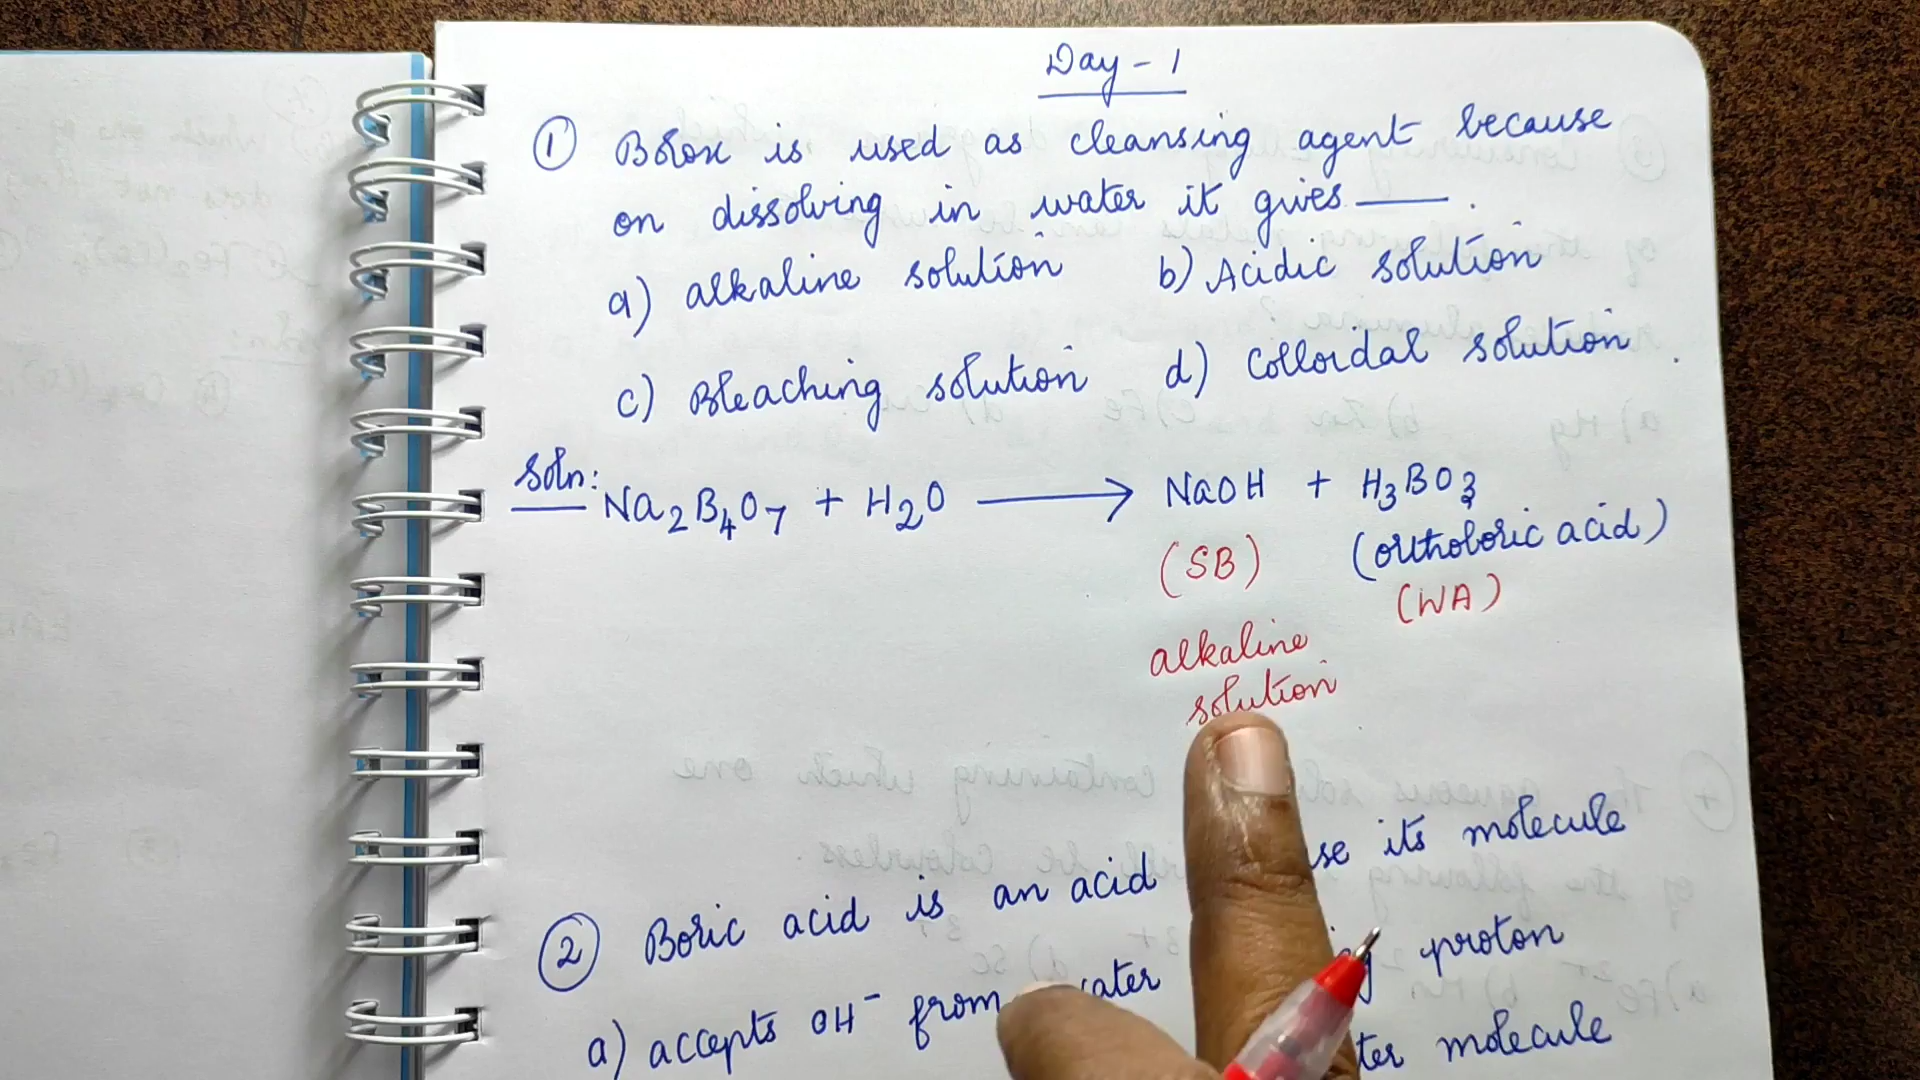 Day - 1
① Borax is used as cleansing agent because
on dissolving in water it gives ____ .
a) alkaline solution b) Acidic solution
c) Bleaching solution d) Colloidal solution .
Soln: Na₂B₄O₇ + H₂O ⟶ NaOH + H₃BO₃
(SB) (orthoboric acid)
(WA)
alkaline
solution
② Boric acid is an acid its molecule
a) accepts OH⁻ from water proton
molecule